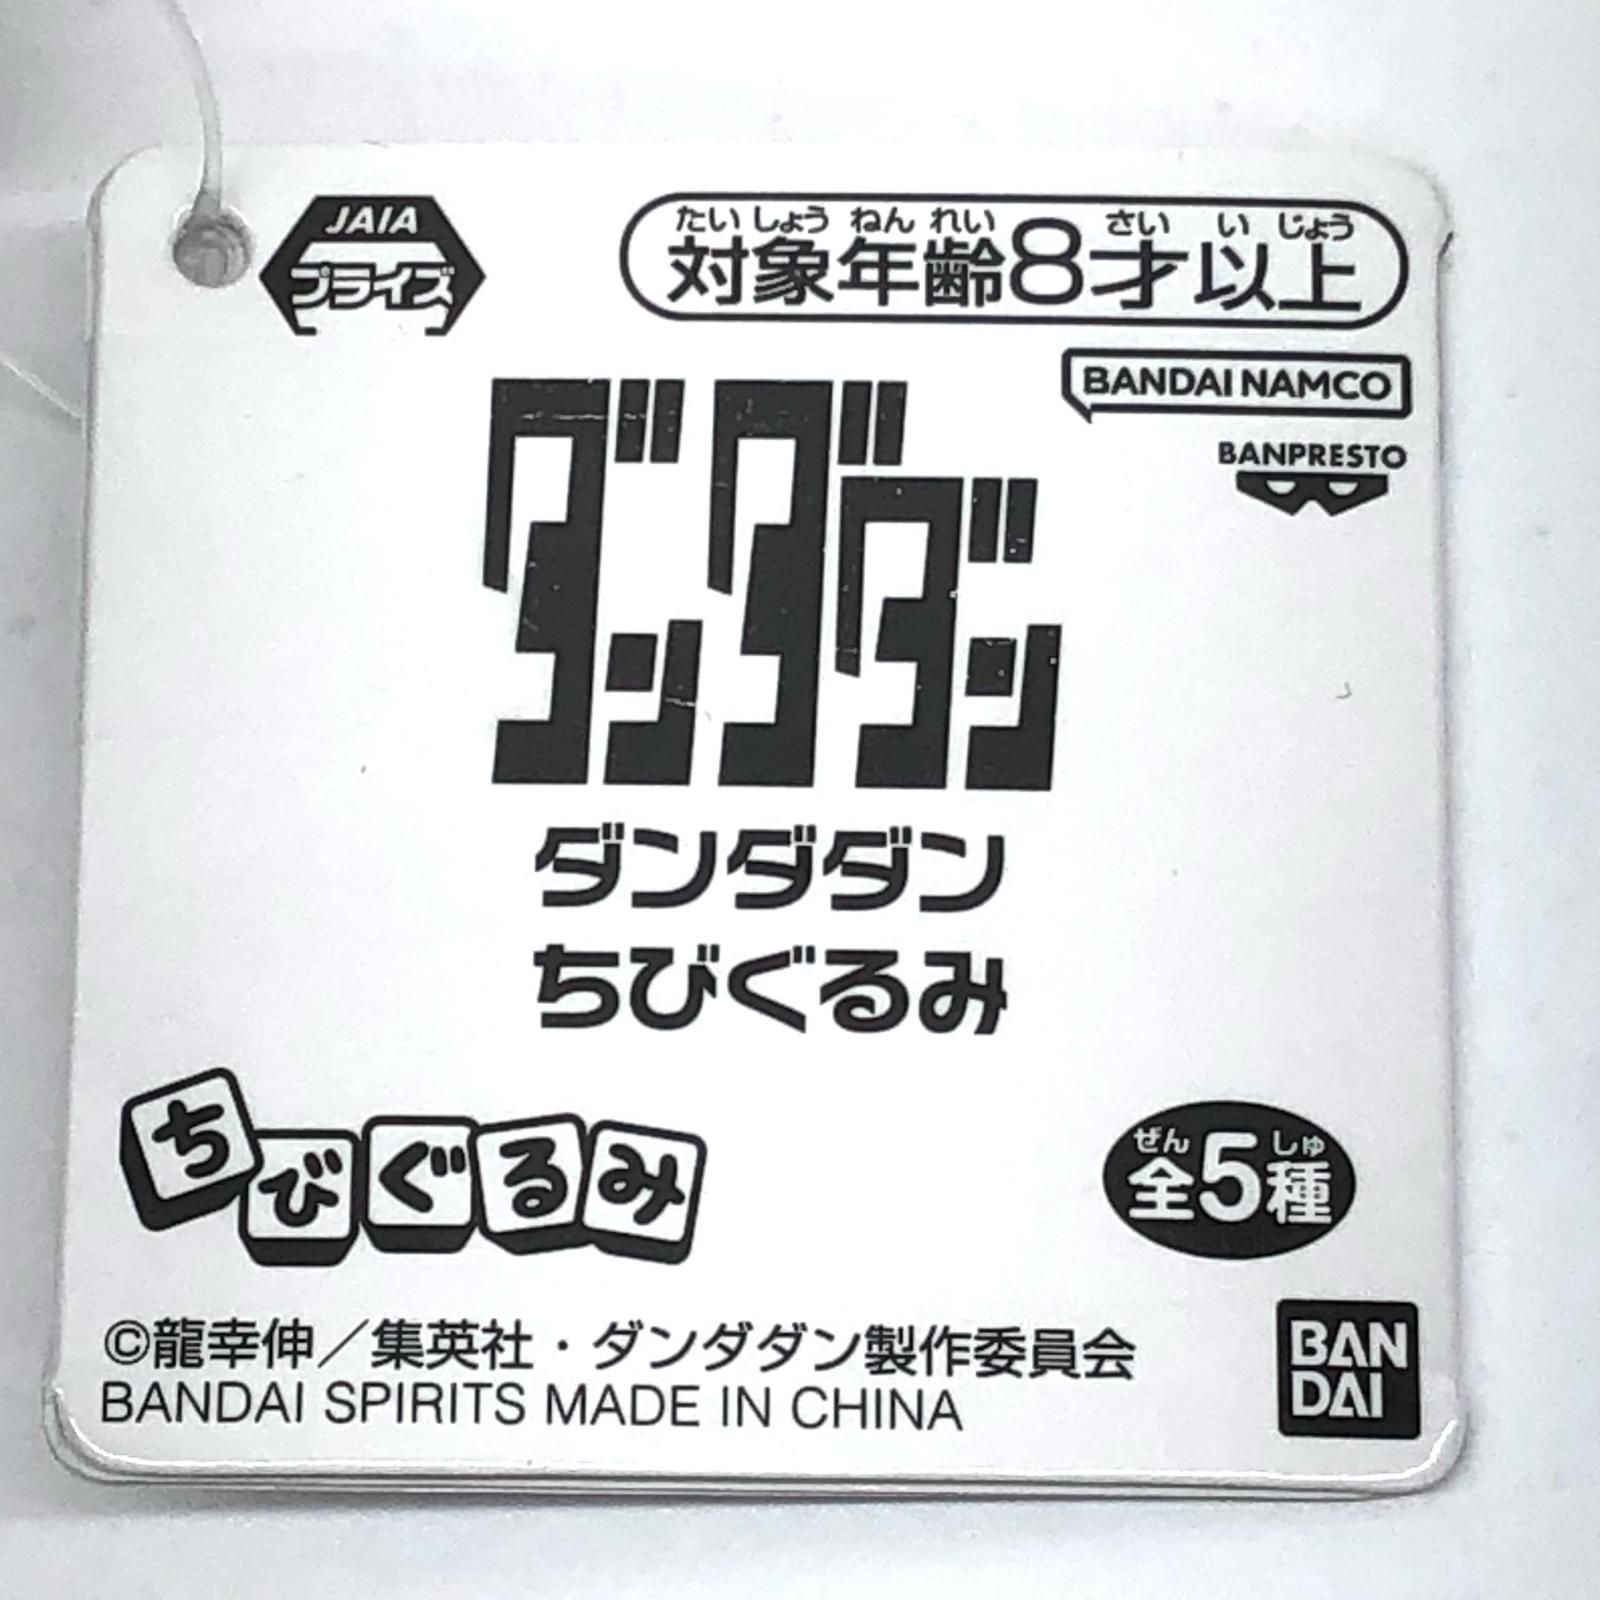 JAIA
プライズ
たいしょうねんれい さい い じょう
対象年齢8才以上
BANDAI NAMCO
BANPRESTO
ダンダダン
ダンダダン
ちびぐるみ
ちびぐるみ
ぜん しゅ
全5種
©龍幸伸／集英社・ダンダダン製作委員会
BANDAI SPIRITS MADE IN CHINA
BAN
DAI